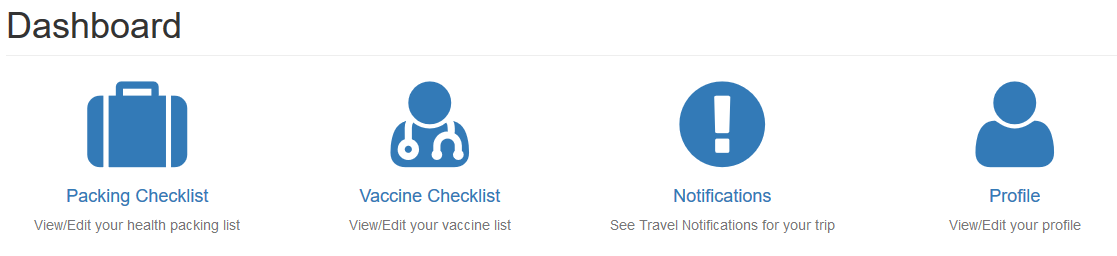 Dashboard
Packing Checklist
View/Edit your health packing list
Vaccine Checklist
View/Edit your vaccine list
Notifications
See Travel Notifications for your trip
Profile
View/Edit your profile